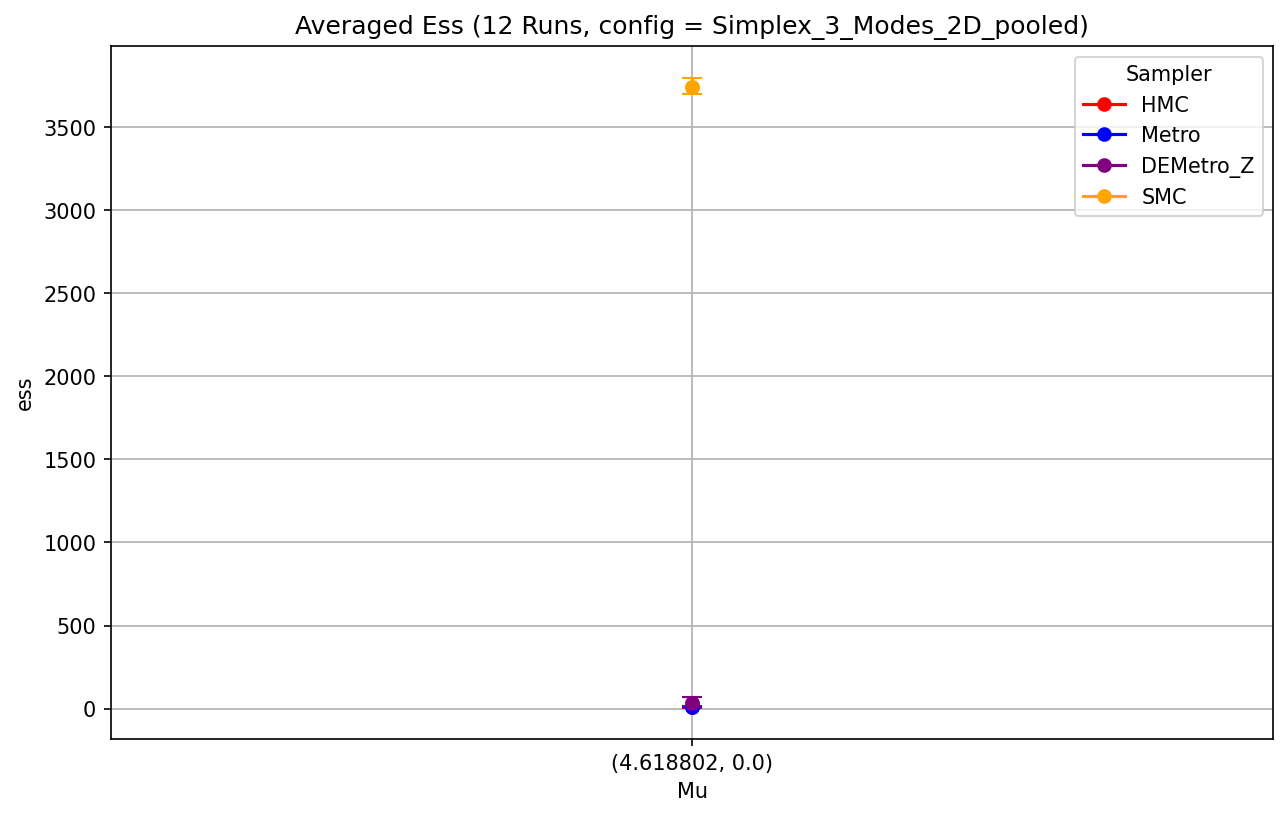 Averaged Ess (12 Runs, config = Simplex_3_Modes_2D_pooled)
Sampler
HMC
Metro
DEMetro_Z
SMC
3500
3000
2500
2000
1500
1000
500
0
ess
(4.618802, 0.0)
Mu